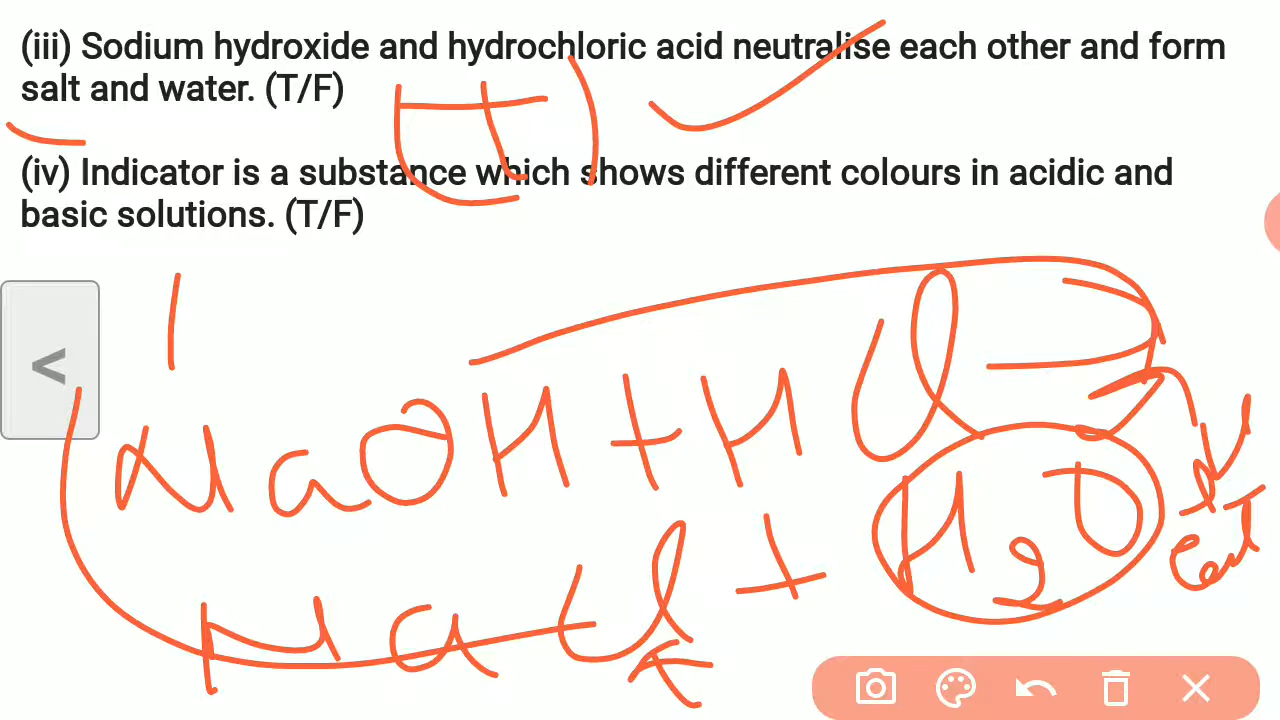 (iii) Sodium hydroxide and hydrochloric acid neutralise each other and form
salt and water. (T/F)
(T)
(iv) Indicator is a substance which shows different colours in acidic and
basic solutions. (T/F)
<
NaOH + HCl
NaCl + H2O